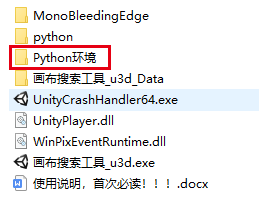 MonoBleedingEdge
python
Python环境
画布搜索工具_u3d_Data
UnityCrashHandler64.exe
UnityPlayer.dll
WinPixEventRuntime.dll
画布搜索工具_u3d.exe
使用说明，首次必读！！！.docx